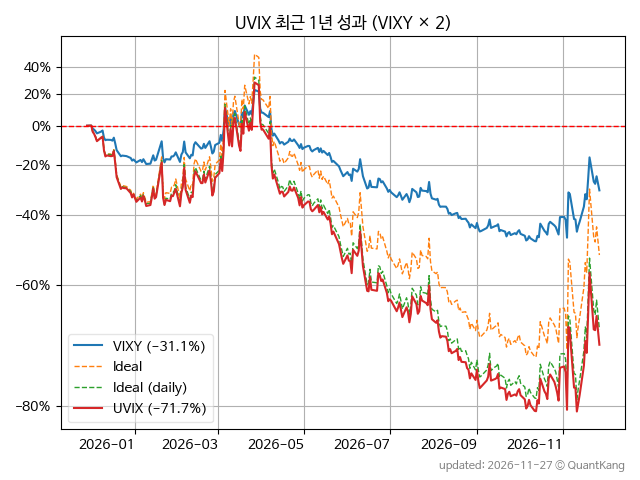 UVIX 최근 1년 성과 (VIXY × 2)
40%
20%
0%
−20%
−40%
−60%
−80%
VIXY (−31.1%)
Ideal
Ideal (daily)
UVIX (−71.7%)
2026-01
2026-03
2026-05
2026-07
2026-09
2026-11
updated: 2026-11-27 © QuantKang